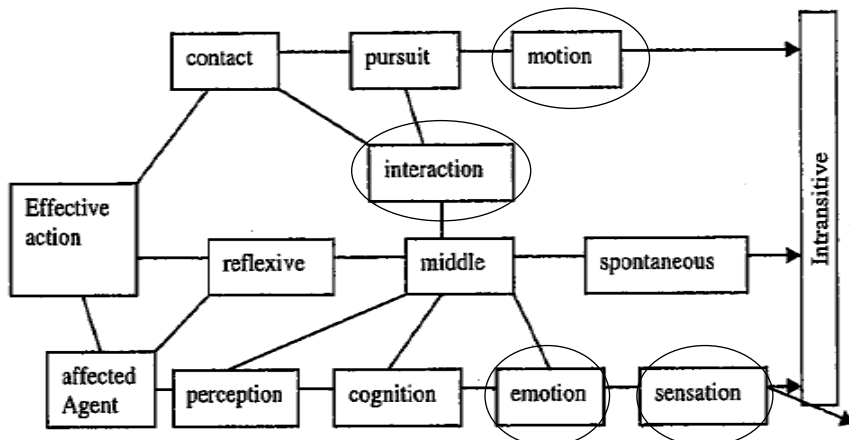 contact
pursuit
motion
interaction
Effective
action
reflexive
middle
spontaneous
affected
Agent
perception
cognition
emotion
sensation
Intransitive